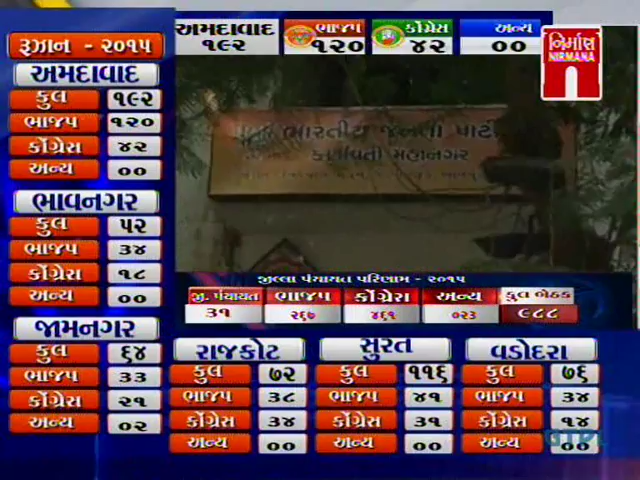 રૂઝાન - ૨૦૧૫
અમદાવાદ
કુલ ૧૯૨
ભાજપ ૧૨૦
કોંગ્રેસ ૪૨
અન્ય ૦૦
ભાવનગર
કુલ ૫૨
ભાજપ ૩૪
કોંગ્રેસ ૧૮
અન્ય ૦૦
જામનગર
કુલ ૬૪
ભાજપ ૩૩
કોંગ્રેસ ૨૧
અન્ય ૦૨
અમદાવાદ ૧૯૨
ભાજપ ૧૨૦
કોંગ્રેસ ૪૨
અન્ય ૦૦
નિર્માણ
NIRMANA
ભારતીય જનતા પાર્ટી
કર્ણાવતી મહાનગર
જીલ્લા પંચાયત પરિણામ - ૨૦૧૫
જી. પંચાયત ભાજપ કોંગ્રેસ અન્ય કુલ બેઠક
૩૧ ૨૬૭ ૪૬૧ ૦૨૩ ૯૮૮
રાજકોટ
કુલ ૭૨
ભાજપ ૩૮
કોંગ્રેસ ૩૪
અન્ય ૦૦
સુરત
કુલ ૧૧૬
ભાજપ ૪૧
કોંગ્રેસ ૩૧
અન્ય ૦૦
વડોદરા
કુલ ૭૬
ભાજપ ૩૪
કોંગ્રેસ ૧૪
અન્ય ૦૦
GTPL